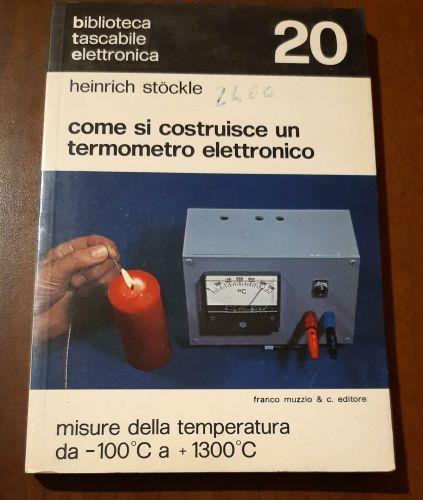 biblioteca
tascabile
elettronica
20
heinrich stöckle
2400
come si costruisce un
termometro elettronico
°C
franco muzzio & c. editore
misure della temperatura
da -100°C a +1300°C